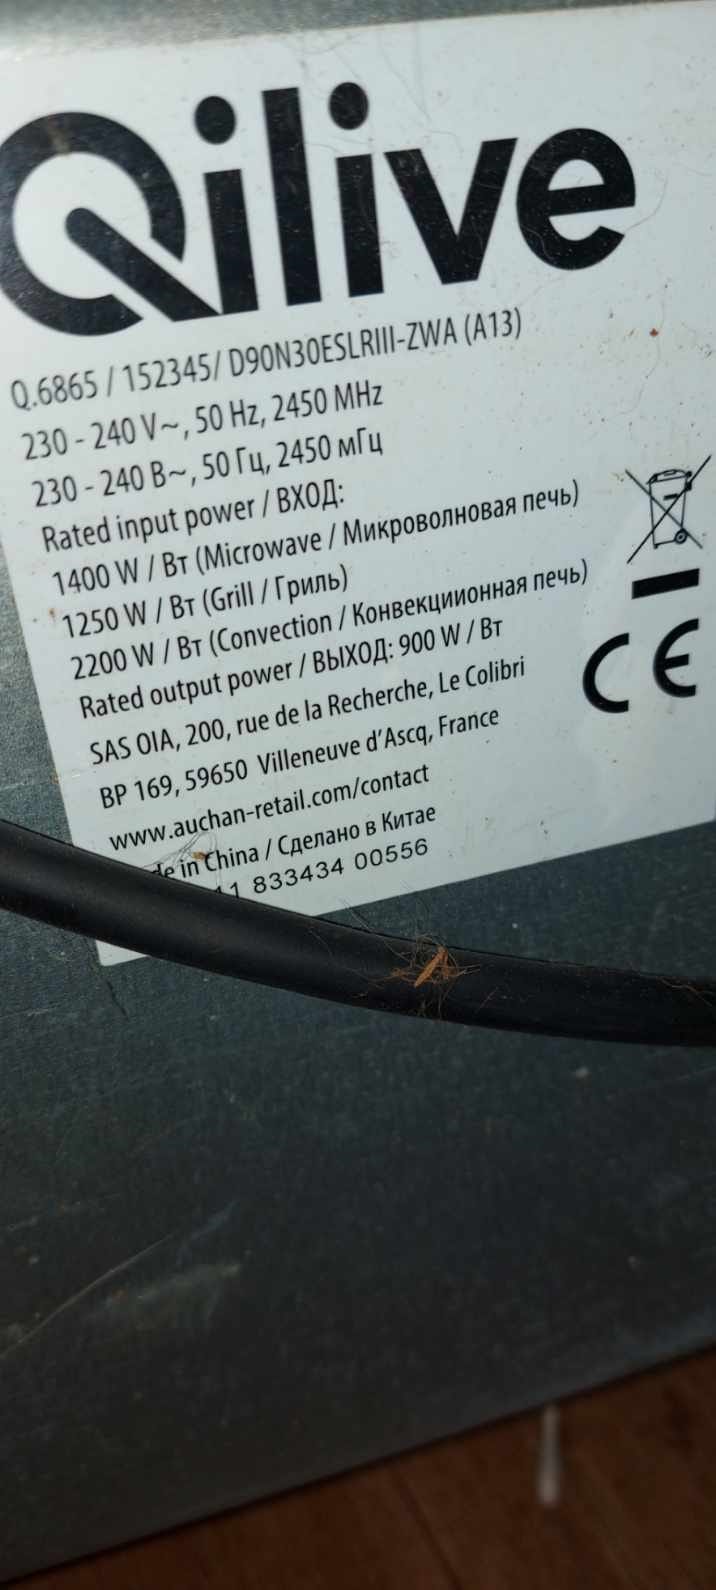 Qilive
Q.6865 / 152345/ D90N30ESLRIII-ZWA (A13)
230 - 240 V~, 50 Hz, 2450 MHz
230 - 240 В~, 50 Гц, 2450 мГц
Rated input power / ВХОД:
1400 W / Вт (Microwave / Микроволновая печь)
1250 W / Вт (Grill / Гриль)
2200 W / Вт (Convection / Конвекциионная печь)
Rated output power / ВЫХОД: 900 W / Вт
SAS OIA, 200, rue de la Recherche, Le Colibri
BP 169, 59650 Villeneuve d'Ascq, France
www.auchan-retail.com/contact
in China / Сделано в Китае
833434 00556
CE